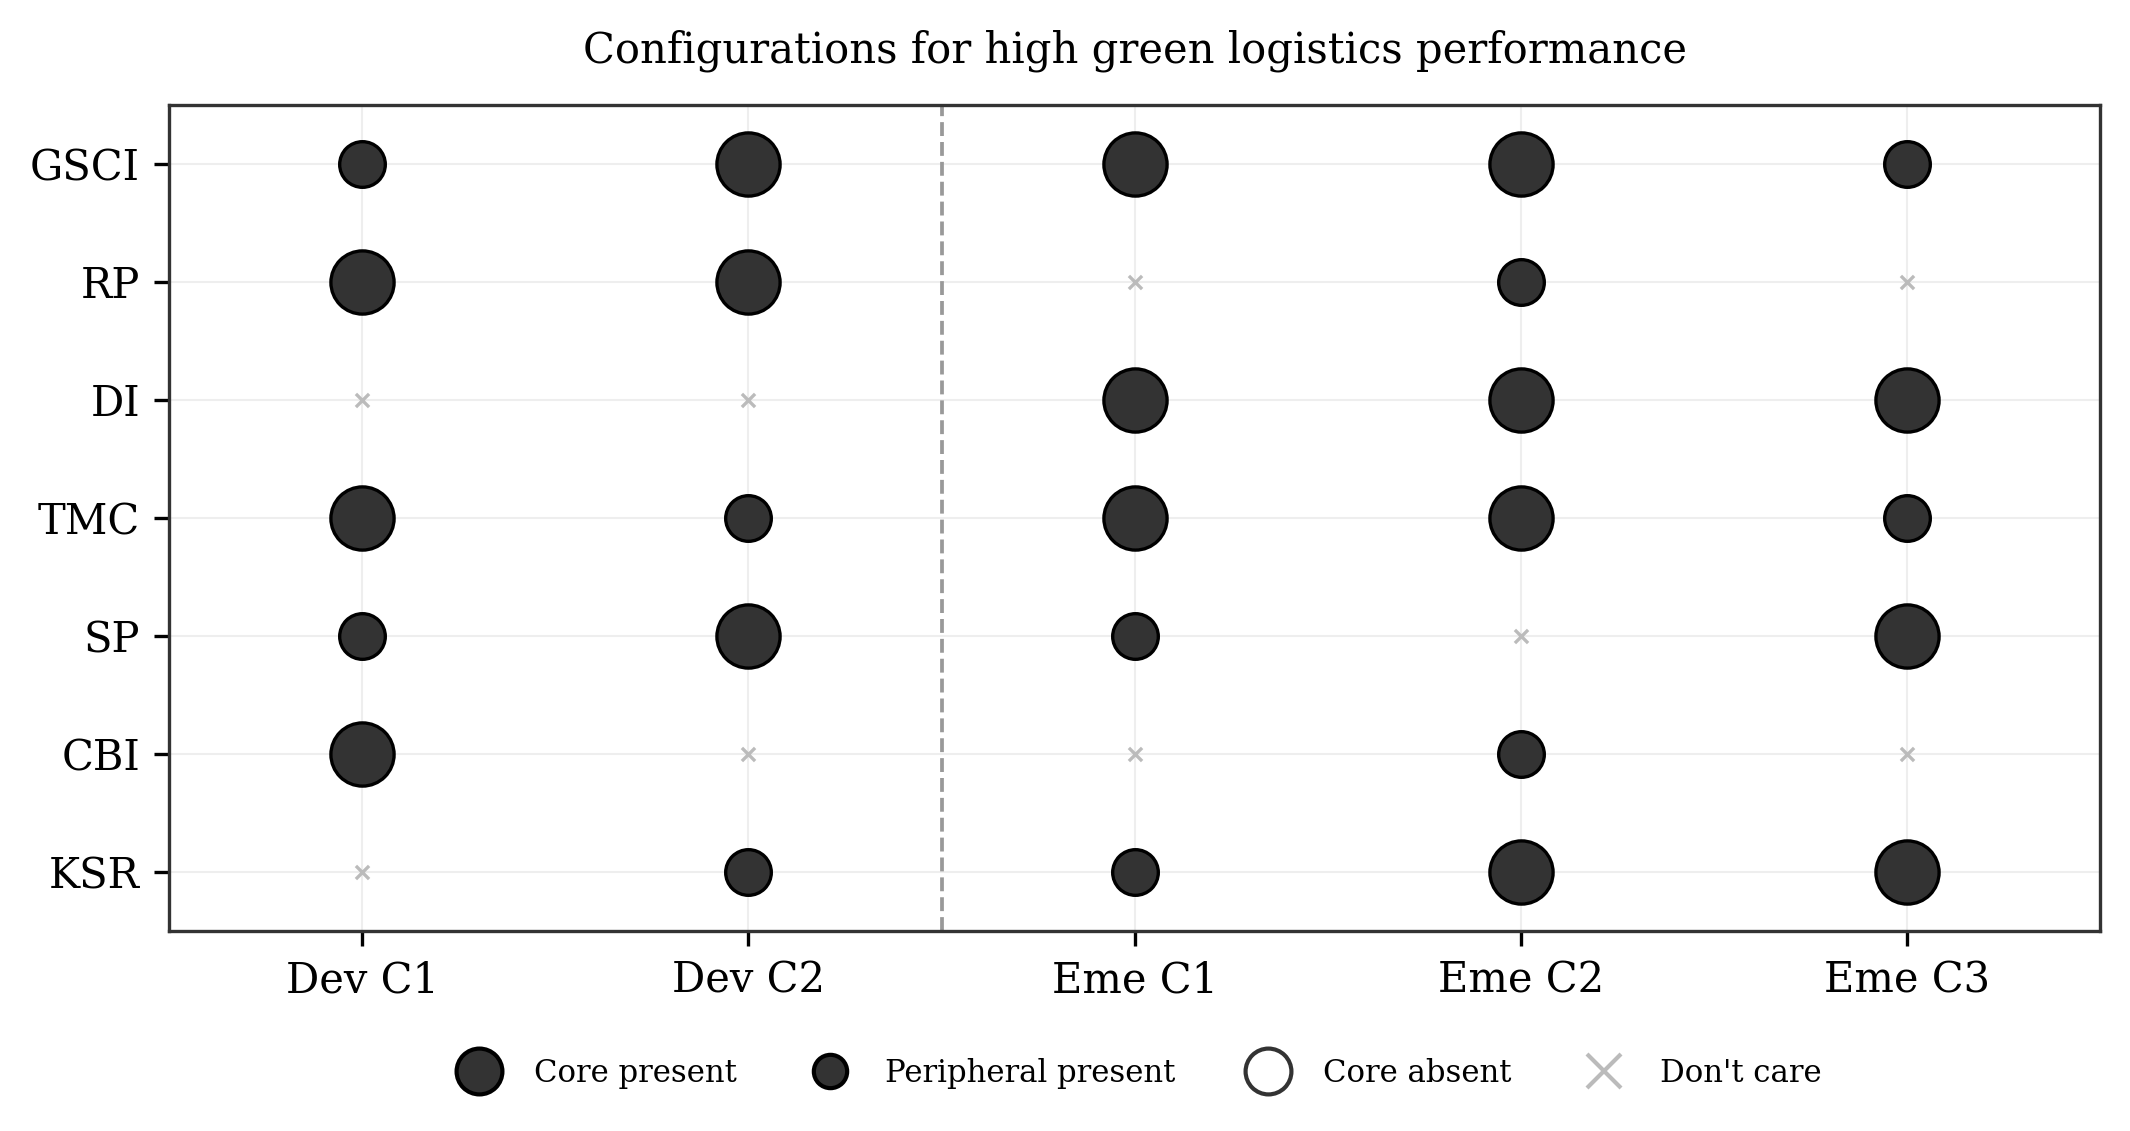 Configurations for high green logistics performance
GSCI
RP
DI
TMC
SP
CBI
KSR
Dev C1 Dev C2 Eme C1 Eme C2 Eme C3
Core present Peripheral present Core absent Don't care